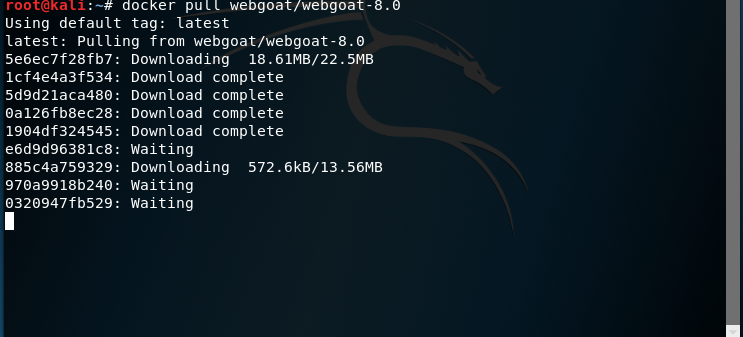 root@kali:~# docker pull webgoat/webgoat-8.0
Using default tag: latest
latest: Pulling from webgoat/webgoat-8.0
5e6ec7f28fb7: Downloading  18.61MB/22.5MB
1cf4e4a3f534: Download complete
5d9d21aca480: Download complete
0a126fb8ec28: Download complete
1904df324545: Download complete
e6d9d96381c8: Waiting
885c4a759329: Downloading  572.6kB/13.56MB
970a9918b240: Waiting
0320947fb529: Waiting